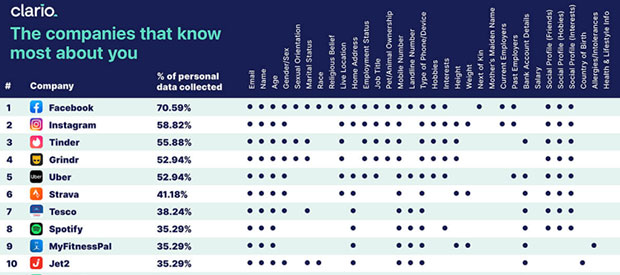 clario.
The companies that know
most about you
# Company % of personal
data collected
Email
Name
Age
Gender/Sex
Sexual Orientation
Marital Status
Race
Religious Belief
Live Location
Home Address
Employment Status
Job Title
Pet/Animal Ownership
Mobile Number
Landline Number
Type of Phone/Device
Hobbies
Interests
Height
Weight
Next of Kin
Mother's Maiden Name
Current Employers
Past Employers
Bank Account Details
Salary
Social Profile (Friends)
Social Profile (Hobies)
Social Profile (Interests)
Country of Birth
Allergies/Intolerances
Health & Lifestyle Info
1 Facebook 70.59%
2 Instagram 58.82%
3 Tinder 55.88%
4 Grindr 52.94%
5 Uber 52.94%
6 Strava 41.18%
7 Tesco 38.24%
8 Spotify 35.29%
9 MyFitnessPal 35.29%
10 Jet2 35.29%